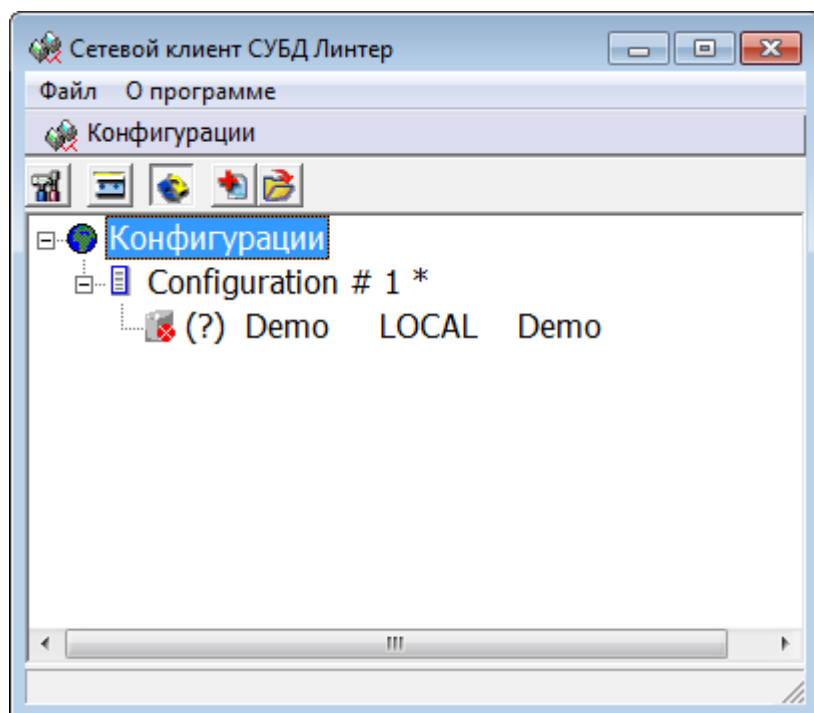 Сетевой клиент СУБД Линтер
Файл О программе
Конфигурации
Конфигурации
Configuration # 1 *
(?) Demo LOCAL Demo